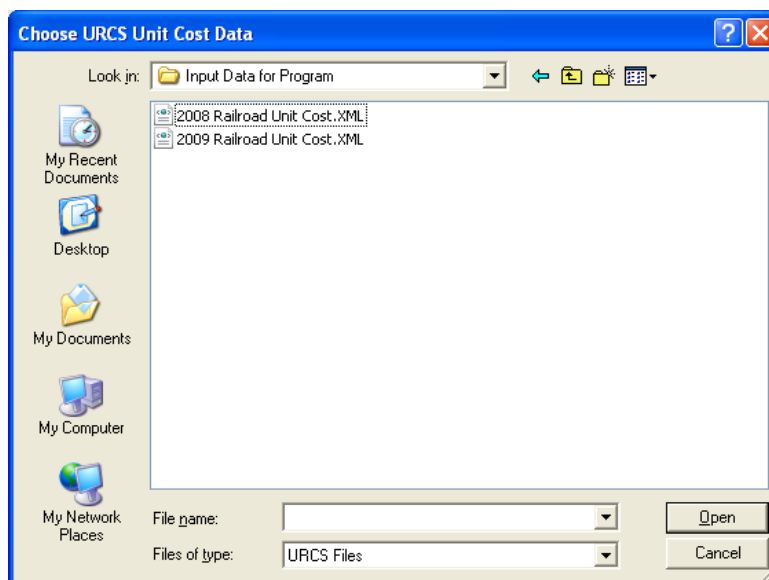 Choose URCS Unit Cost Data
Look in: Input Data for Program
2008 Railroad Unit Cost.XML
2009 Railroad Unit Cost.XML
My Recent
Documents
Desktop
My Documents
My Computer
My Network
Places
File name:
Open
Files of type: URCS Files
Cancel